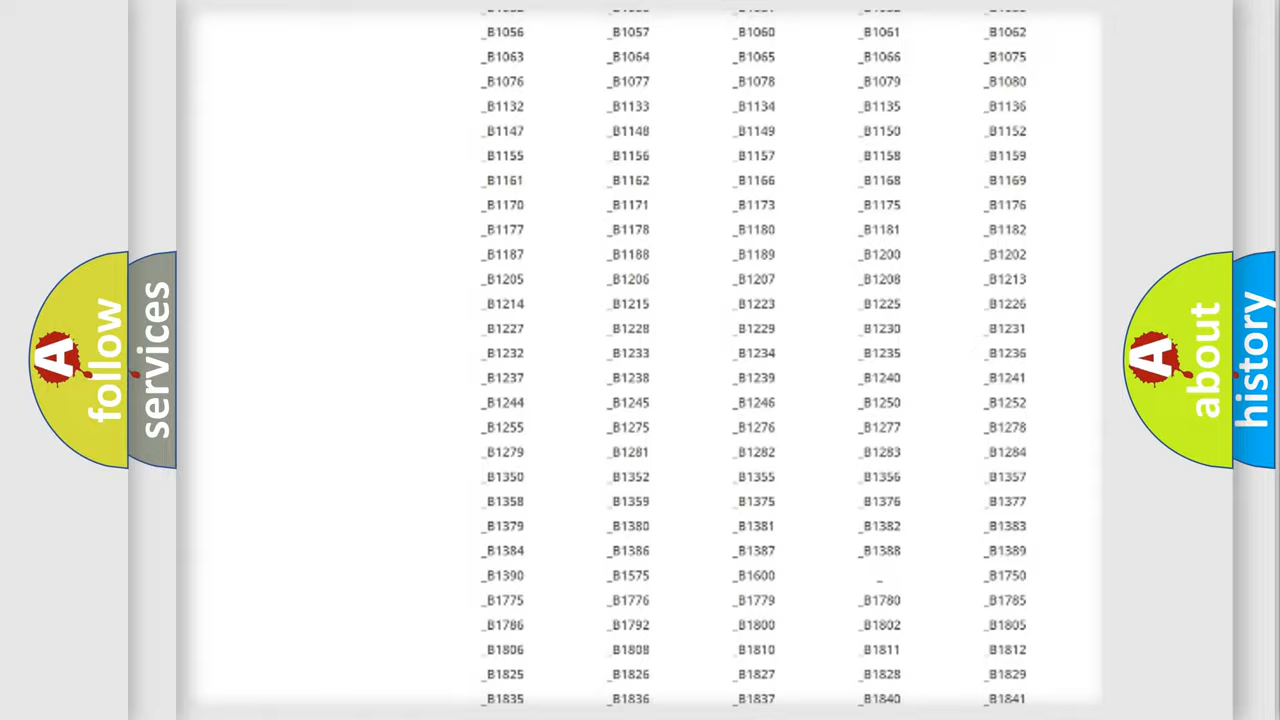 _B1056 _B1057 _B1060 _B1061 _B1062
_B1063 _B1064 _B1065 _B1066 _B1075
_B1076 _B1077 _B1078 _B1079 _B1080
_B1132 _B1133 _B1134 _B1135 _B1136
_B1147 _B1148 _B1149 _B1150 _B1152
_B1155 _B1156 _B1157 _B1158 _B1159
_B1161 _B1162 _B1166 _B1168 _B1169
_B1170 _B1171 _B1173 _B1175 _B1176
_B1177 _B1178 _B1180 _B1181 _B1182
_B1187 _B1188 _B1189 _B1200 _B1202
_B1205 _B1206 _B1207 _B1208 _B1213
_B1214 _B1215 _B1223 _B1225 _B1226
_B1227 _B1228 _B1229 _B1230 _B1231
_B1232 _B1233 _B1234 _B1235 _B1236
_B1237 _B1238 _B1239 _B1240 _B1241
_B1244 _B1245 _B1246 _B1250 _B1252
_B1255 _B1275 _B1276 _B1277 _B1278
_B1279 _B1281 _B1282 _B1283 _B1284
_B1350 _B1352 _B1355 _B1356 _B1357
_B1358 _B1359 _B1375 _B1376 _B1377
_B1379 _B1380 _B1381 _B1382 _B1383
_B1384 _B1386 _B1387 _B1388 _B1389
_B1390 _B1575 _B1600 _ _B1750
_B1775 _B1776 _B1779 _B1780 _B1785
_B1786 _B1792 _B1800 _B1802 _B1805
_B1806 _B1808 _B1810 _B1811 _B1812
_B1825 _B1826 _B1827 _B1828 _B1829
_B1835 _B1836 _B1837 _B1840 _B1841
A follow
services
A about
history